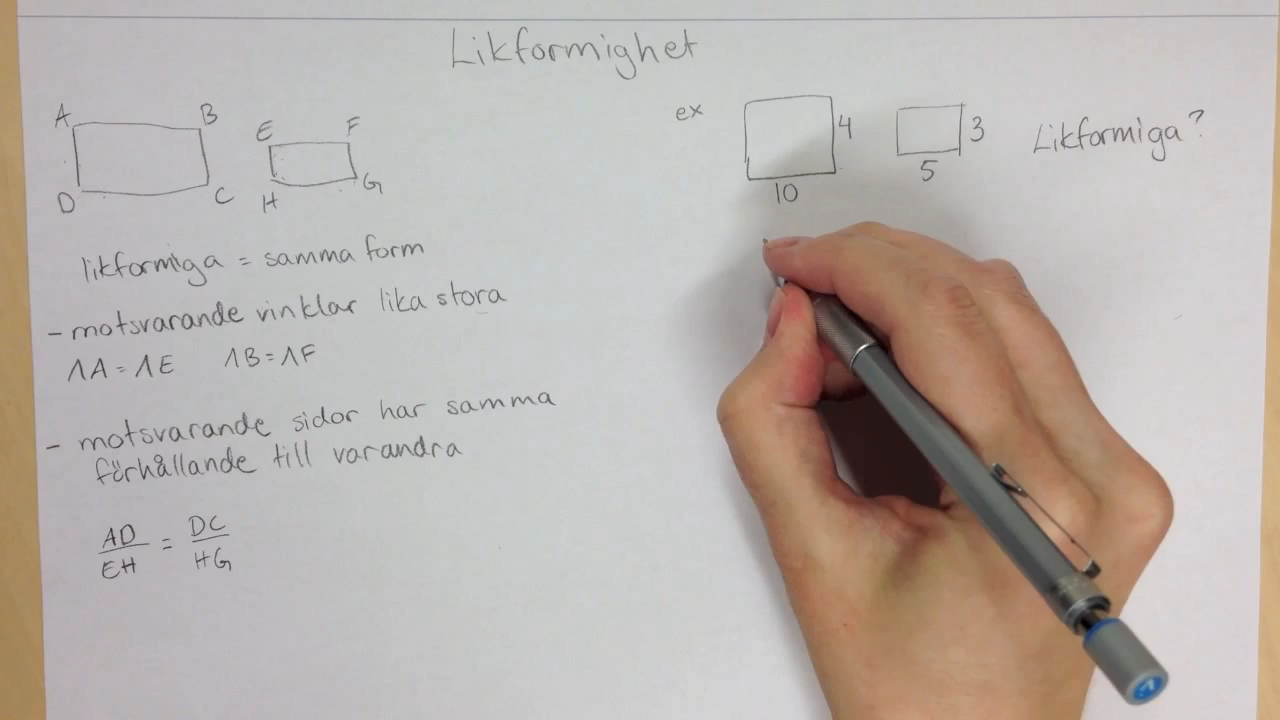 Likformighet
A B
E F
D C
H G
likformiga = samma form
- motsvarande vinklar lika stora
∧A = ∧E ∧B = ∧F
- motsvarande sidor har samma
förhållande till varandra
AD/EH = DC/HG
ex 4 3 Likformiga?
10 5